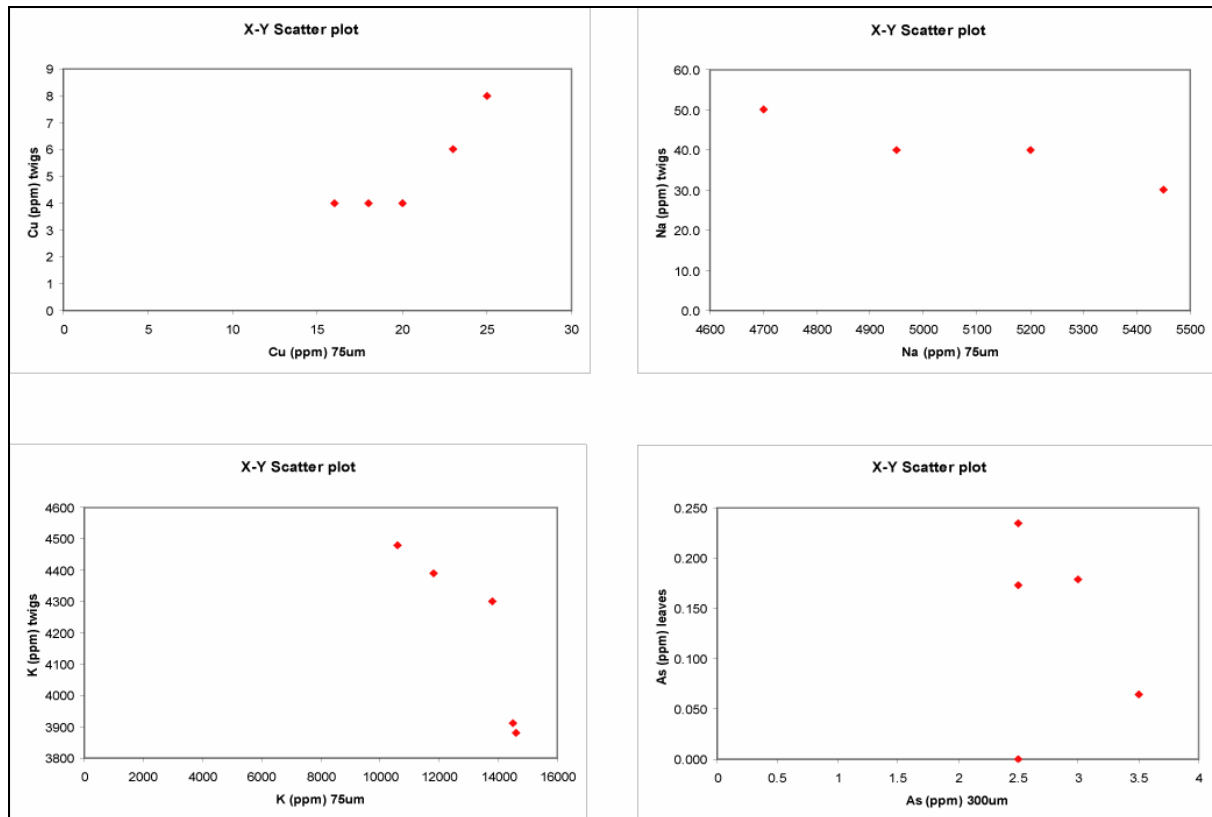 X-Y Scatter plot
9
8
7
6
5
4
3
2
1
0
Cu (ppm) twigs
0 5 10 15 20 25 30
Cu (ppm) 75um
X-Y Scatter plot
60.0
50.0
40.0
30.0
20.0
10.0
0.0
Na (ppm) twigs
4600 4700 4800 4900 5000 5100 5200 5300 5400 5500
Na (ppm) 75um
X-Y Scatter plot
4600
4500
4400
4300
4200
4100
4000
3900
3800
K (ppm) twigs
0 2000 4000 6000 8000 10000 12000 14000 16000
K (ppm) 75um
X-Y Scatter plot
0.250
0.200
0.150
0.100
0.050
0.000
As (ppm) leaves
0 0.5 1 1.5 2 2.5 3 3.5 4
As (ppm) 300um